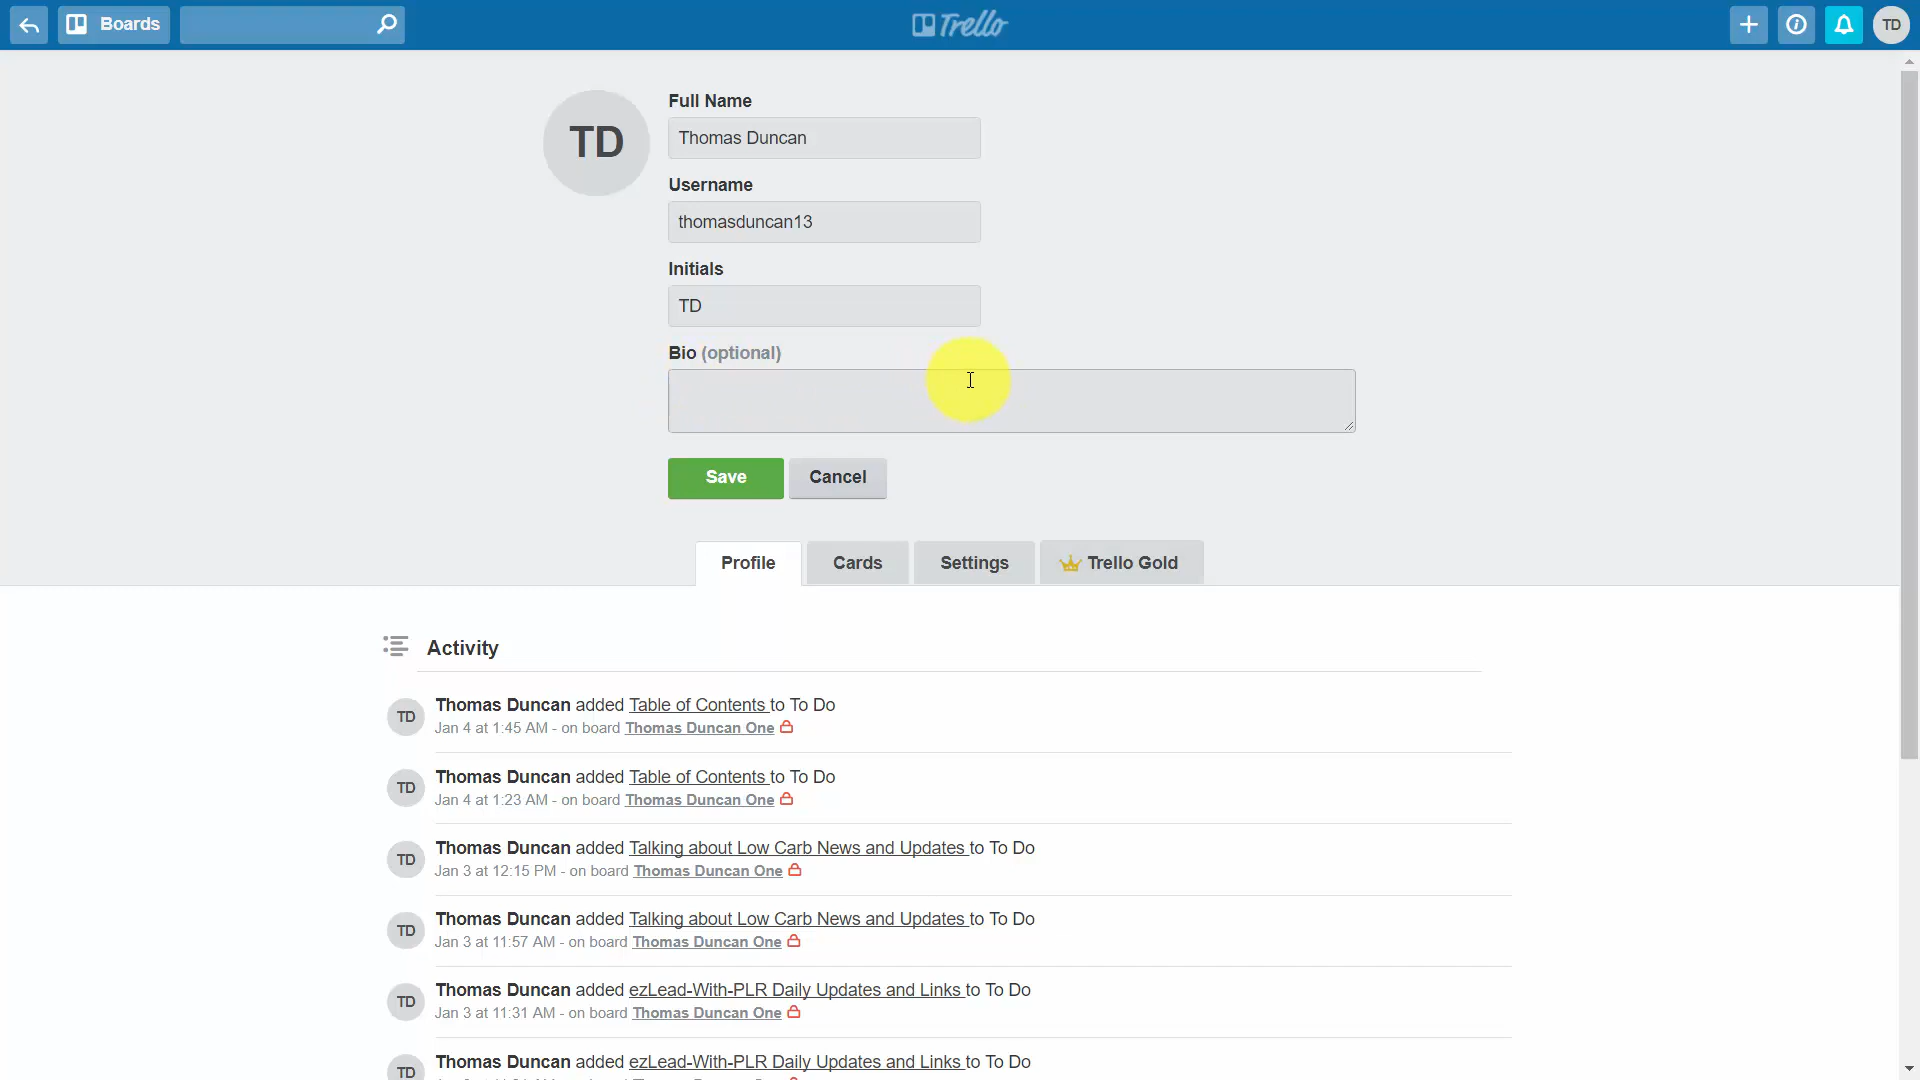 Boards
Trello
TD
TD
Full Name
Thomas Duncan
Username
thomasduncan13
Initials
TD
Bio (optional)
Save Cancel
Profile Cards Settings Trello Gold
Activity
TD
Thomas Duncan added Table of Contents to To Do
Jan 4 at 1:45 AM - on board Thomas Duncan One
TD
Thomas Duncan added Table of Contents to To Do
Jan 4 at 1:23 AM - on board Thomas Duncan One
TD
Thomas Duncan added Talking about Low Carb News and Updates to To Do
Jan 3 at 12:15 PM - on board Thomas Duncan One
TD
Thomas Duncan added Talking about Low Carb News and Updates to To Do
Jan 3 at 11:57 AM - on board Thomas Duncan One
TD
Thomas Duncan added ezLead-With-PLR Daily Updates and Links to To Do
Jan 3 at 11:31 AM - on board Thomas Duncan One
TD
Thomas Duncan added ezLead-With-PLR Daily Updates and Links to To Do